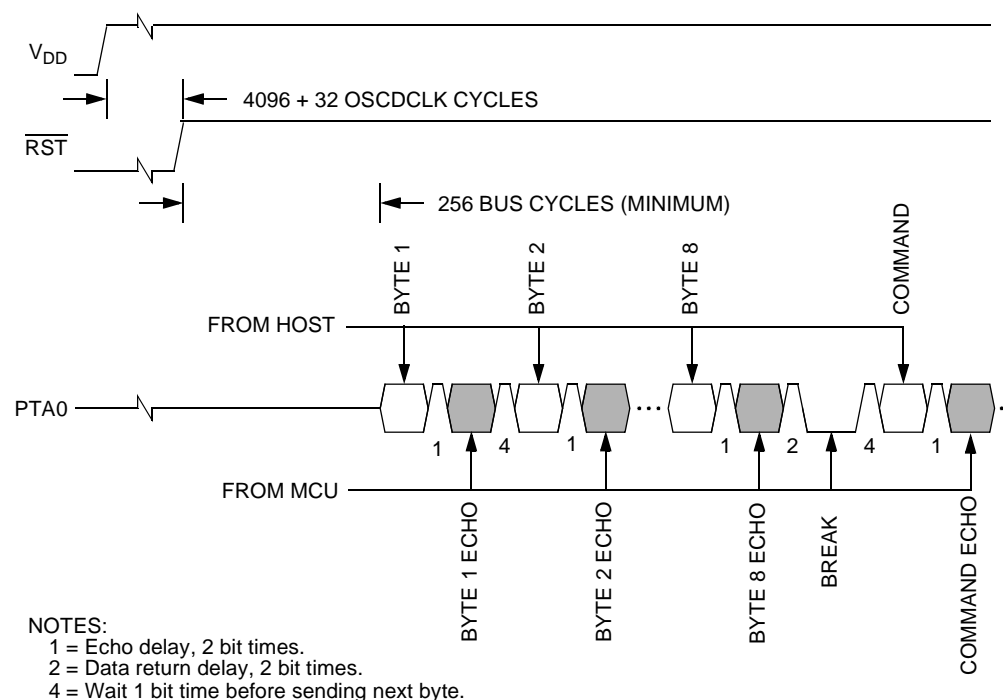 V_DD
4096 + 32 OSCDCLK CYCLES
RST
256 BUS CYCLES (MINIMUM)
BYTE 1
BYTE 2
BYTE 8
COMMAND
FROM HOST
PTA0
...
1
4
1
1
2
4
1
FROM MCU
BYTE 1 ECHO
BYTE 2 ECHO
BYTE 8 ECHO
BREAK
COMMAND ECHO
NOTES:
1 = Echo delay, 2 bit times.
2 = Data return delay, 2 bit times.
4 = Wait 1 bit time before sending next byte.